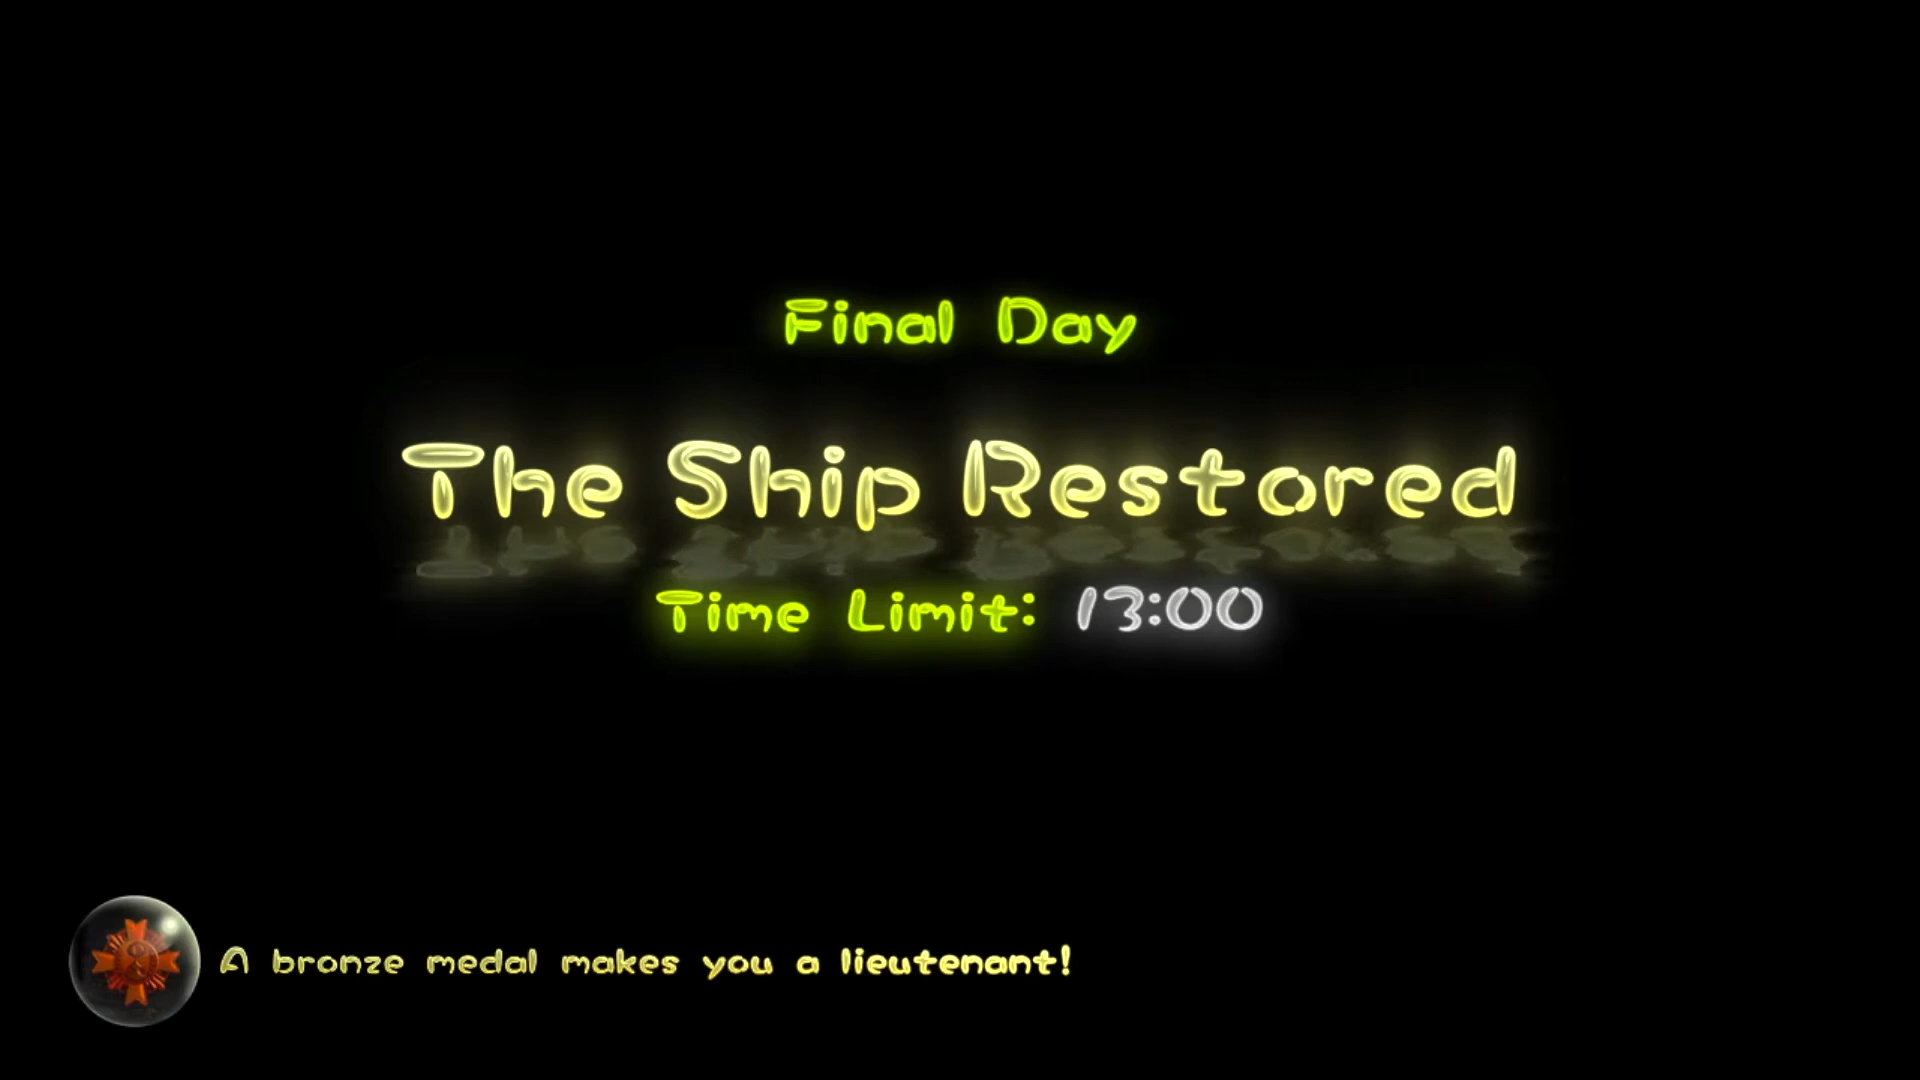 Final Day
The Ship Restored
Time Limit: 13:00
A bronze medal makes you a lieutenant!